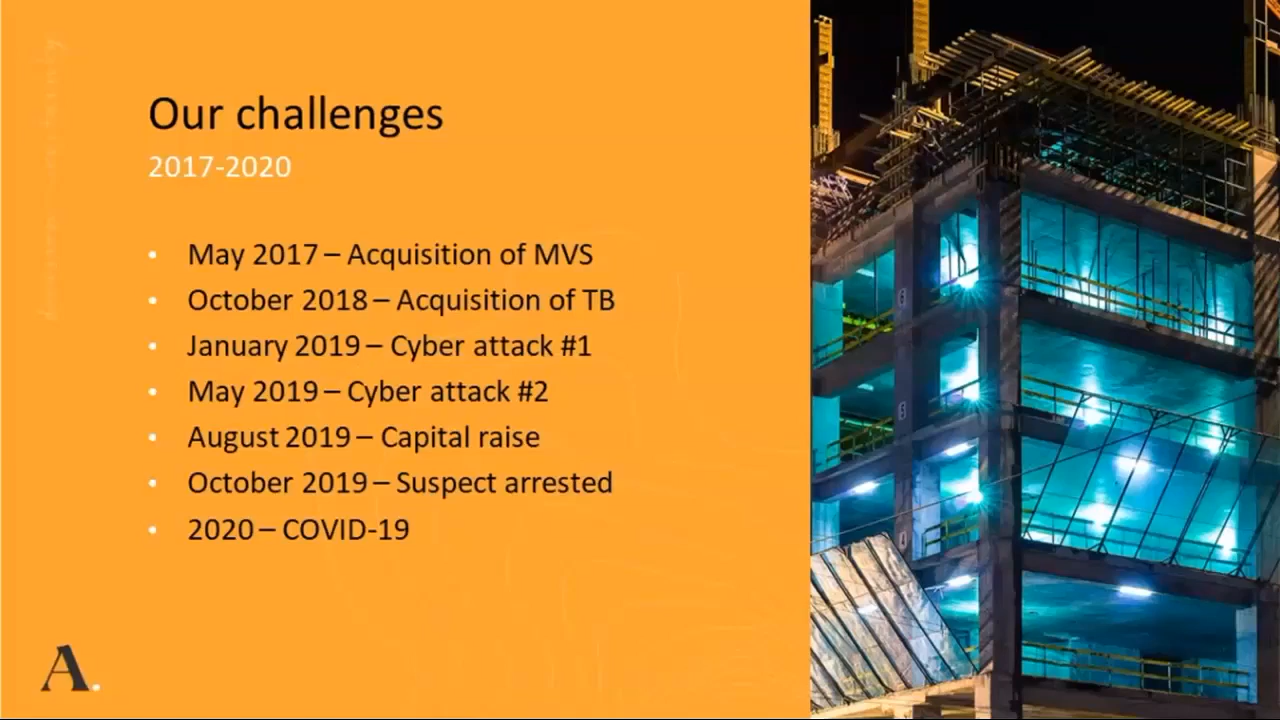 Our challenges
2017-2020
• May 2017 – Acquisition of MVS
• October 2018 – Acquisition of TB
• January 2019 – Cyber attack #1
• May 2019 – Cyber attack #2
• August 2019 – Capital raise
• October 2019 – Suspect arrested
• 2020 – COVID-19
A.